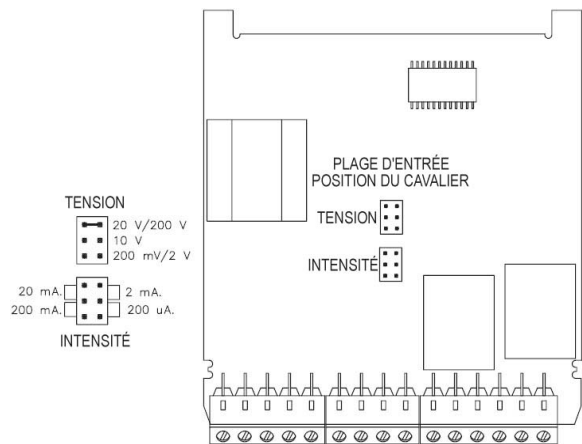 PLAGE D'ENTRÉE
POSITION DU CAVALIER
TENSION
INTENSITÉ
TENSION
20 V/200 V
10 V
200 mV/2 V
20 mA.
2 mA.
200 mA.
200 uA.
INTENSITÉ